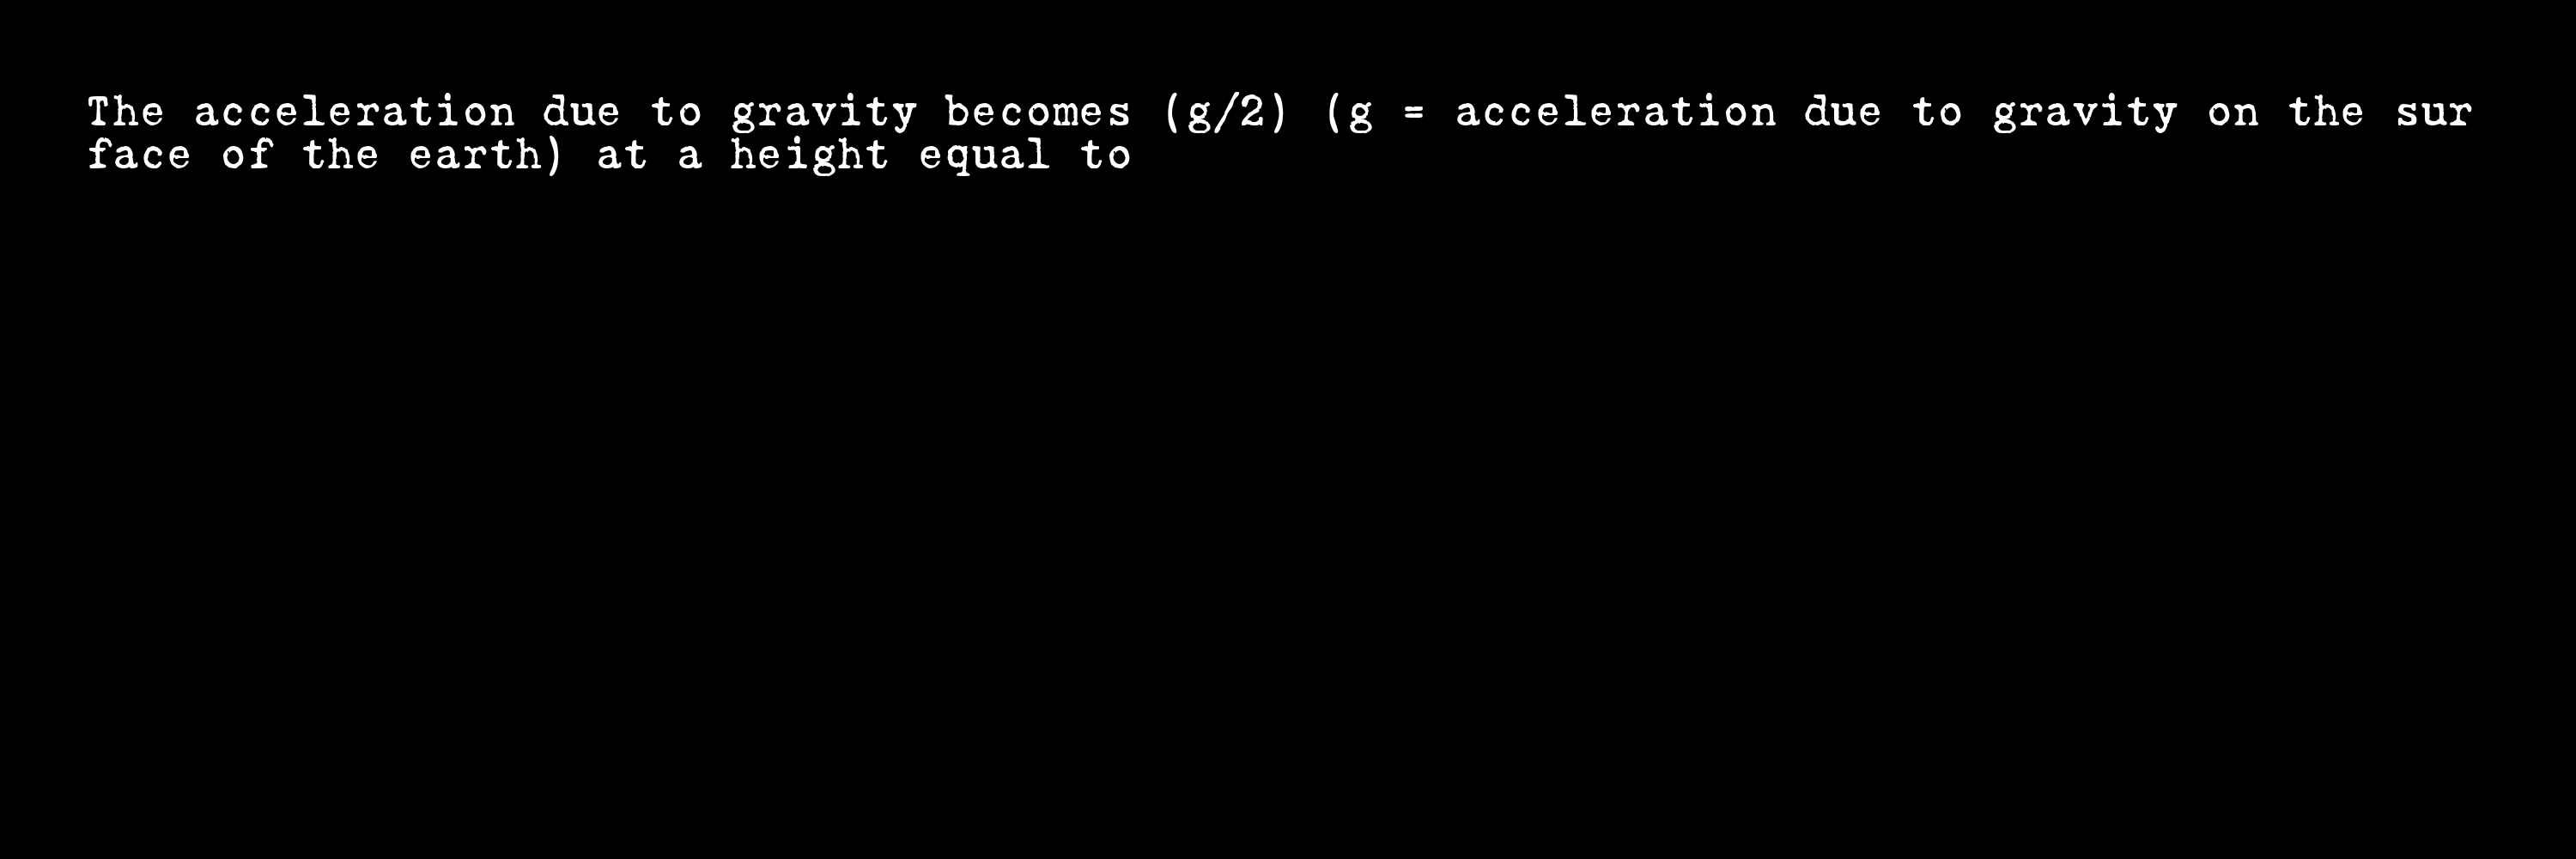 The acceleration due to gravity becomes (g/2) (g = acceleration due to gravity on the sur
face of the earth) at a height equal to